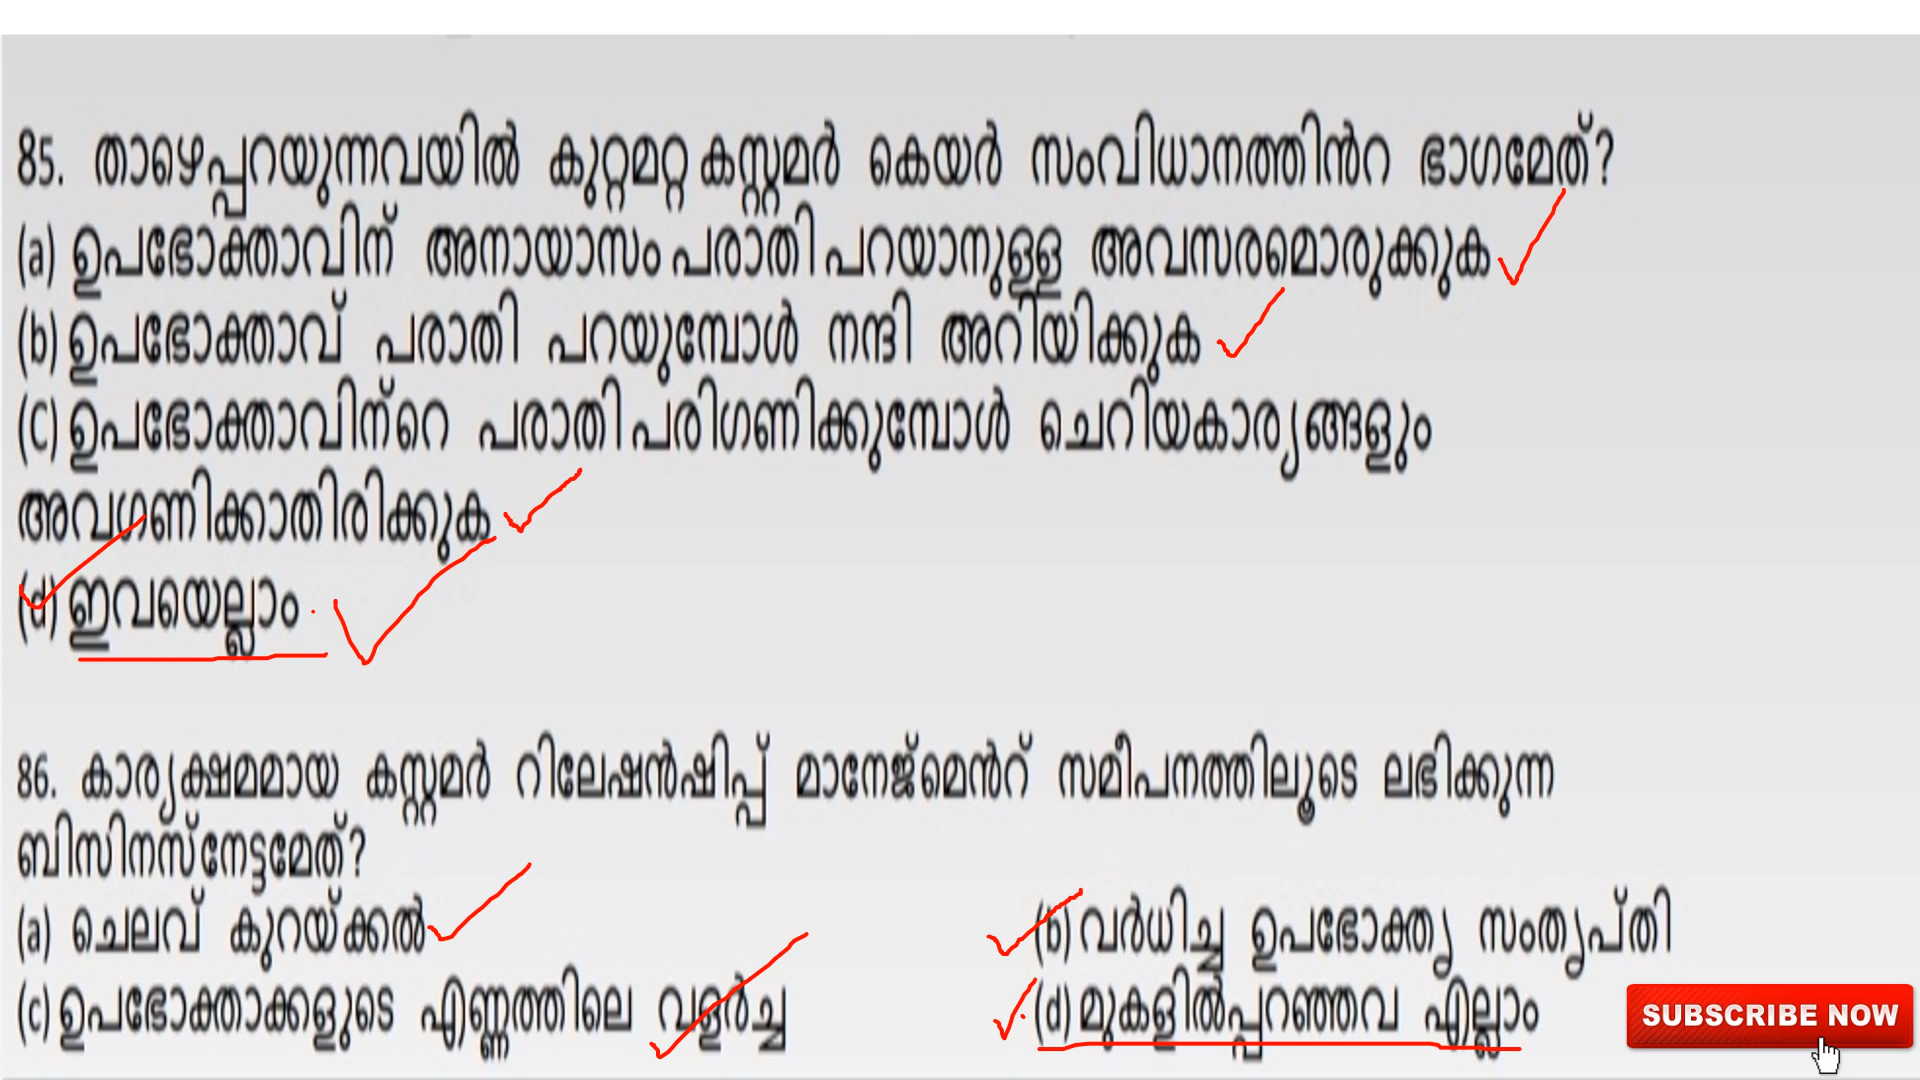 85. താഴെപ്പറയുന്നവയിൽ കുറ്റമറ്റ കസ്റ്റമർ കെയർ സംവിധാനത്തിൻറ ഭാഗമേത്?
(a) ഉപഭോക്താവിന് അനായാസം പരാതി പറയാനുള്ള അവസരമൊരുക്കുക
(b) ഉപഭോക്താവ് പരാതി പറയുമ്പോൾ നന്ദി അറിയിക്കുക
(C) ഉപഭോക്താവിന്റെ പരാതി പരിഗണിക്കുമ്പോൾ ചെറിയകാര്യങ്ങളും
അവഗണിക്കാതിരിക്കുക
(d) ഇവയെല്ലാം
86. കാര്യക്ഷമമായ കസ്റ്റമർ റിലേഷൻഷിപ്പ് മാനേജ്മെൻറ് സമീപനത്തിലൂടെ ലഭിക്കുന്ന
ബിസിനസ്നേട്ടമേത്?
(a) ചെലവ് കുറയ്ക്കൽ (b) വർധിച്ച ഉപഭോക്തൃ സംതൃപ്തി
(c) ഉപഭോക്താക്കളുടെ എണ്ണത്തിലെ വളർച്ച (d) മുകളിൽപ്പറഞ്ഞവ എല്ലാം
SUBSCRIBE NOW